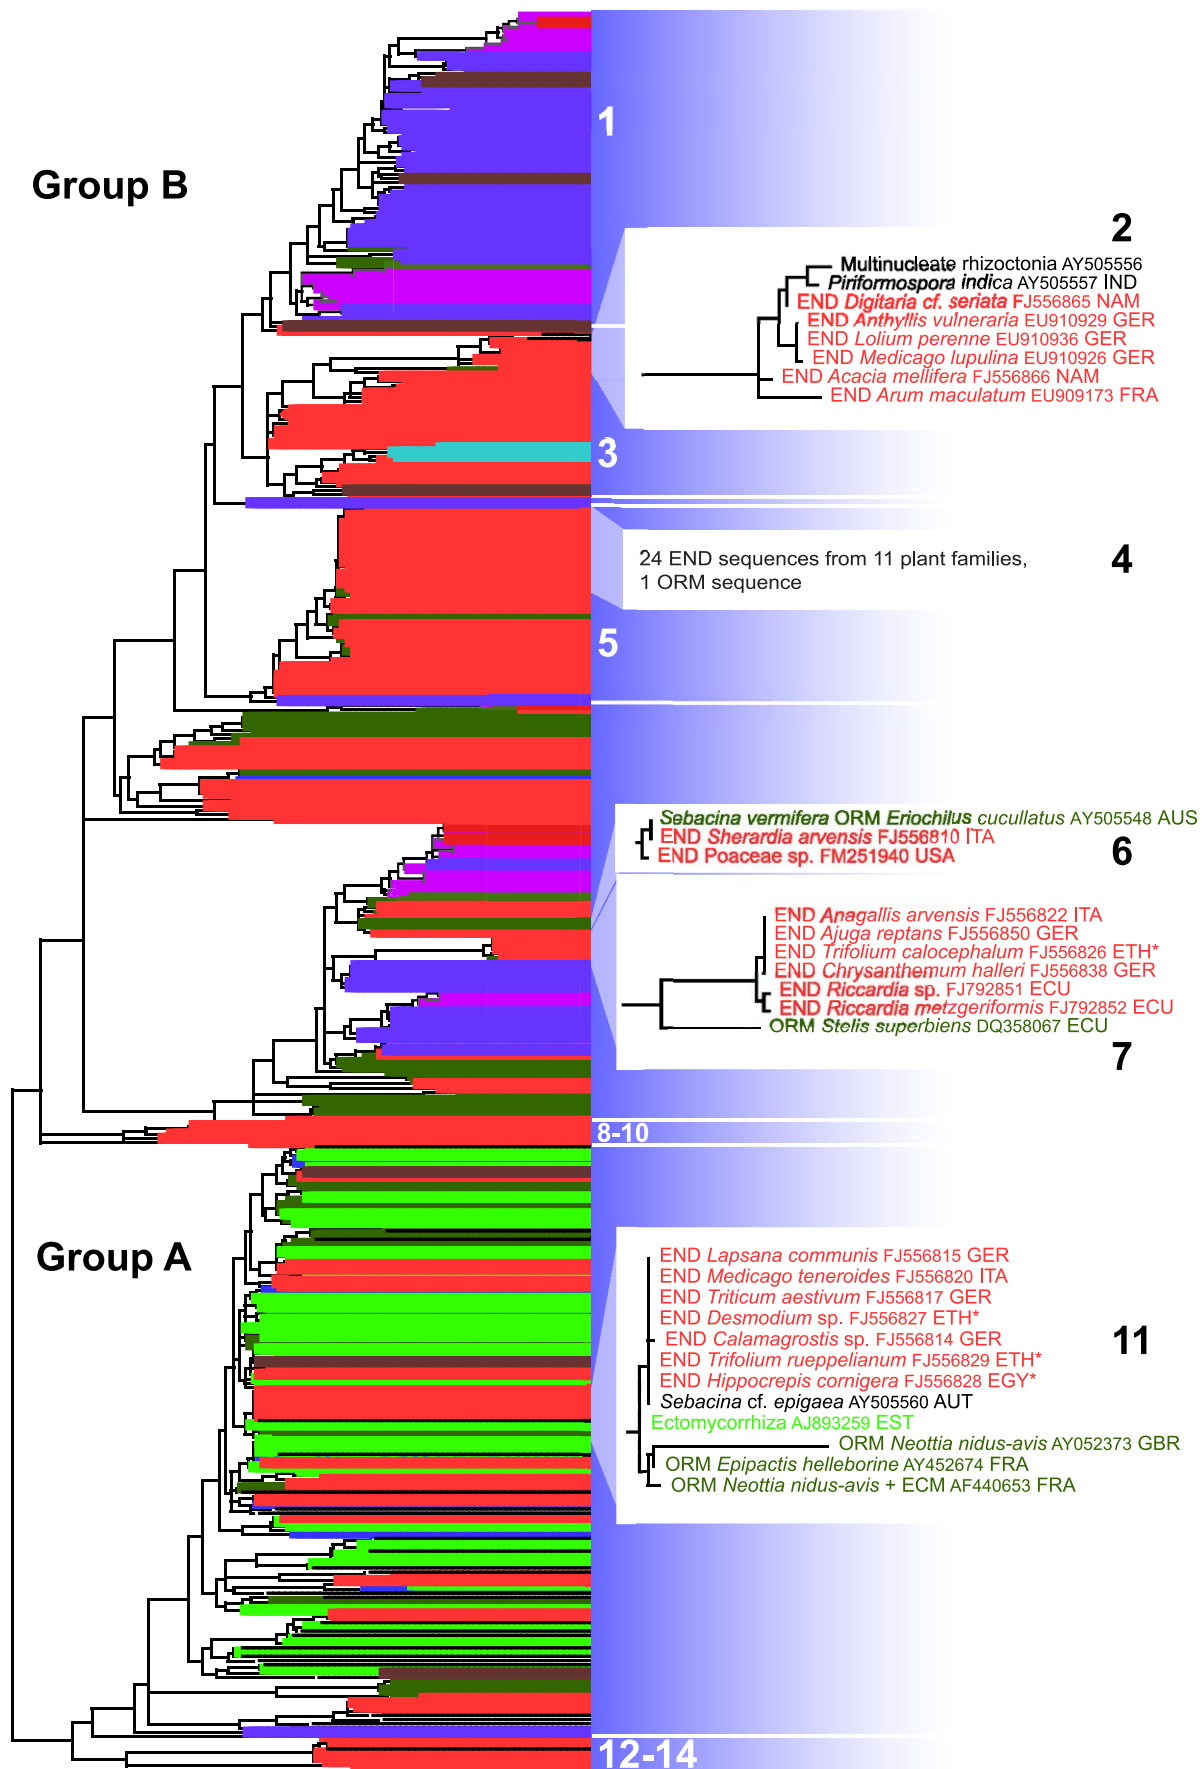 Group B
1
2
Multinucleate rhizoctonia AY505556
Piriformospora indica AY505557 IND
END Digitaria cf. seriata FJ556865 NAM
END Anthyllis vulneraria EU910929 GER
END Lolium perenne EU910936 GER
END Medicago lupulina EU910926 GER
END Acacia mellifera FJ556866 NAM
END Arum maculatum EU909173 FRA
3
24 END sequences from 11 plant families,
1 ORM sequence
4
5
Sebacina vermifera ORM Eriochilus cucullatus AY505548 AUS
END Sherardia arvensis FJ556810 ITA
END Poaceae sp. FM251940 USA
6
END Anagallis arvensis FJ556822 ITA
END Ajuga reptans FJ556850 GER
END Trifolium calocephalum FJ556826 ETH*
END Chrysanthemum halleri FJ556838 GER
END Riccardia sp. FJ792851 ECU
END Riccardia metzgeriformis FJ792852 ECU
ORM Stelis superbiens DQ358067 ECU
7
8-10
Group A
END Lapsana communis FJ556815 GER
END Medicago teneroides FJ556820 ITA
END Triticum aestivum FJ556817 GER
END Desmodium sp. FJ556827 ETH*
END Calamagrostis sp. FJ556814 GER
END Trifolium rueppelianum FJ556829 ETH*
END Hippocrepis cornigera FJ556828 EGY*
Sebacina cf. epigaea AY505560 AUT
Ectomycorrhiza AJ893259 EST
ORM Neottia nidus-avis AY052373 GBR
ORM Epipactis helleborine AY452674 FRA
ORM Neottia nidus-avis + ECM AF440653 FRA
11
12-14